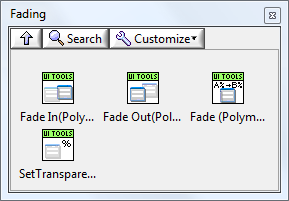 Fading
Search Customize
UI TOOLS UI TOOLS UI TOOLS
A%→B%
Fade In(Poly... Fade Out(Pol... Fade (Polym...
UI TOOLS
%
SetTranspare...